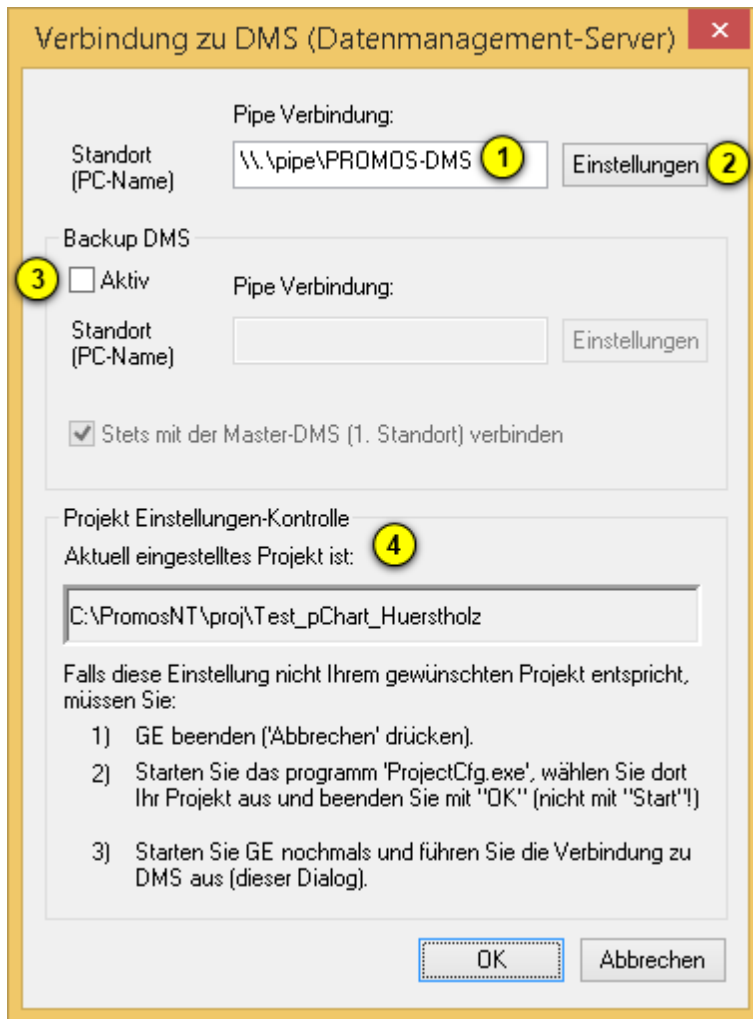 Verbindung zu DMS (Datenmanagement-Server)
×
Pipe Verbindung:
Standort
(PC-Name)
\\.\pipe\PROMOS-DMS
1
Einstellungen
2
Backup DMS
3
Aktiv
Pipe Verbindung:
Standort
(PC-Name)
Einstellungen
Stets mit der Master-DMS (1. Standort) verbinden
Projekt Einstellungen-Kontrolle
Aktuell eingestelltes Projekt ist:
4
C:\PromosNT\proj\Test_pChart_Huerstholz
Falls diese Einstellung nicht Ihrem gewünschten Projekt entspricht,
müssen Sie:
1) GE beenden ('Abbrechen' drücken).
2) Starten Sie das programm 'ProjectCfg.exe', wählen Sie dort
Ihr Projekt aus und beenden Sie mit "OK" (nicht mit "Start"!)
3) Starten Sie GE nochmals und führen Sie die Verbindung zu
DMS aus (dieser Dialog).
OK
Abbrechen